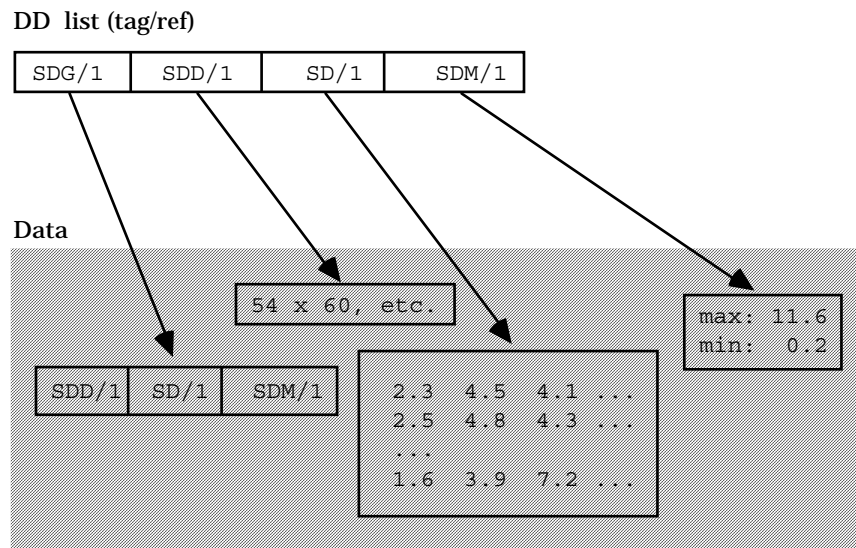 DD list (tag/ref)
SDG/1 SDD/1 SD/1 SDM/1
Data
54 x 60, etc.
max: 11.6
min: 0.2
SDD/1 SD/1 SDM/1
2.3 4.5 4.1 ...
2.5 4.8 4.3 ...
...
1.6 3.9 7.2 ...